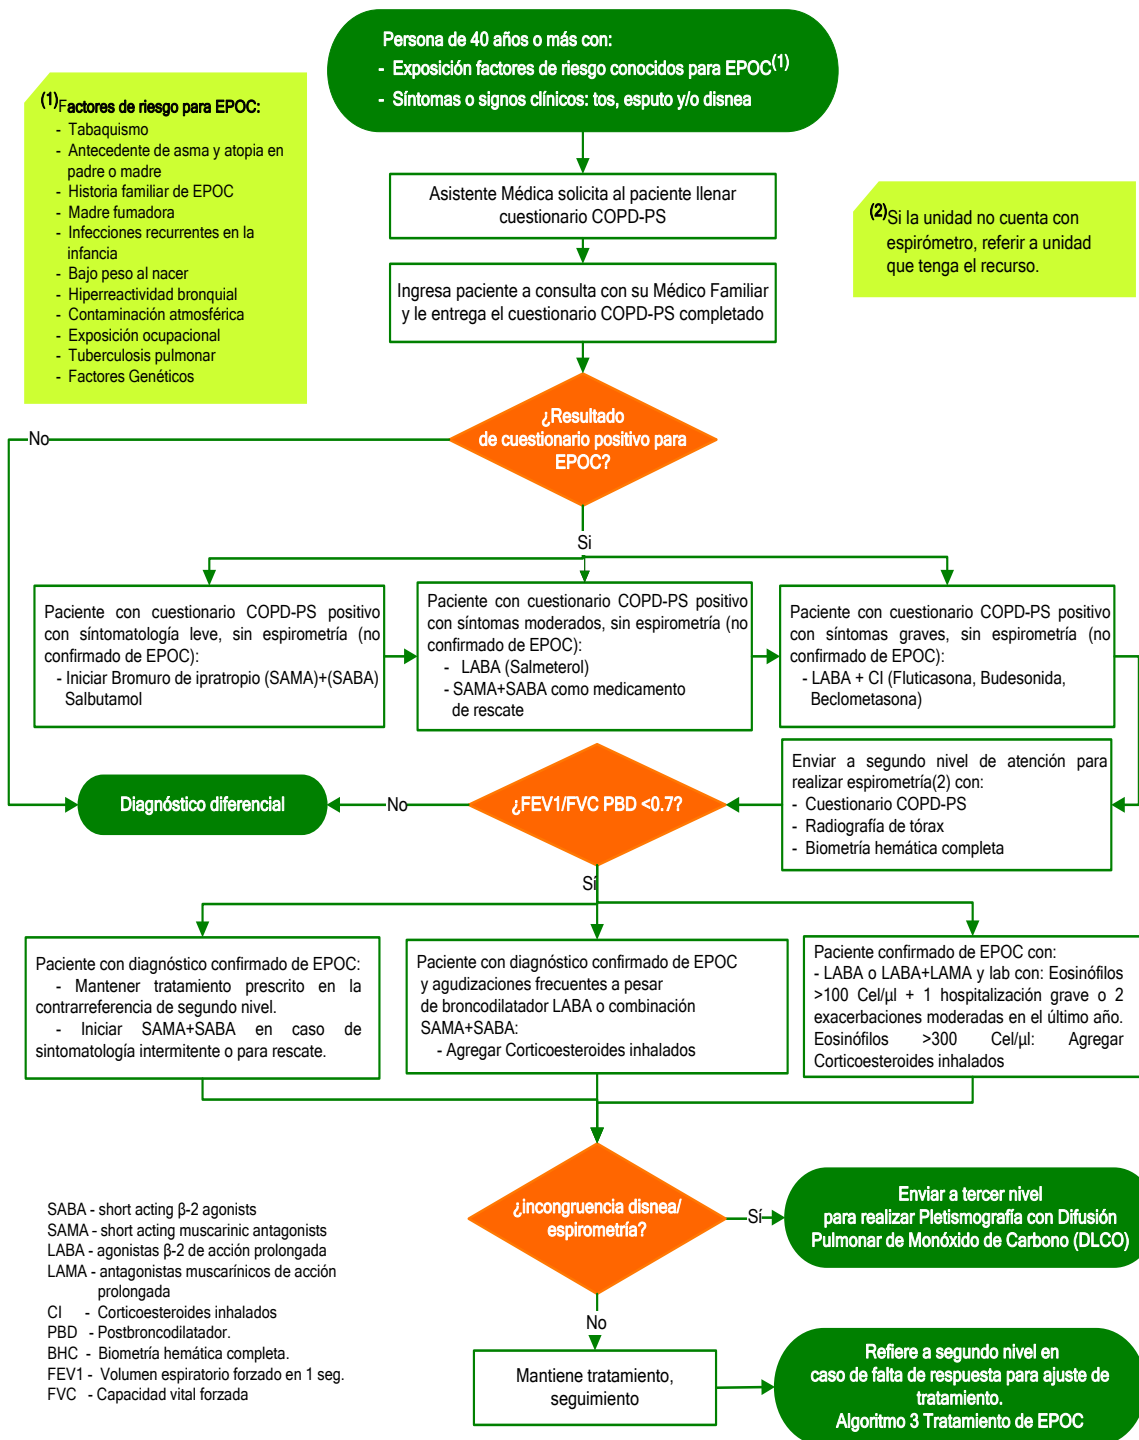 Persona de 40 años o más con:
- Exposición factores de riesgo conocidos para EPOC(1)
- Síntomas o signos clínicos: tos, esputo y/o disnea
(1)Factores de riesgo para EPOC:
- Tabaquismo
- Antecedente de asma y atopia en
padre o madre
- Historia familiar de EPOC
- Madre fumadora
- Infecciones recurrentes en la
infancia
- Bajo peso al nacer
- Hiperreactividad bronquial
- Contaminación atmosférica
- Exposición ocupacional
- Tuberculosis pulmonar
- Factores Genéticos
Asistente Médica solicita al paciente llenar
cuestionario COPD-PS
(2)Si la unidad no cuenta con
espirómetro, referir a unidad
que tenga el recurso.
Ingresa paciente a consulta con su Médico Familiar
y le entrega el cuestionario COPD-PS completado
¿Resultado
de cuestionario positivo para
EPOC?
No
Si
Paciente con cuestionario COPD-PS positivo
con síntomatología leve, sin espirometría (no
confirmado de EPOC):
- Iniciar Bromuro de ipratropio (SAMA)+(SABA)
Salbutamol
Paciente con cuestionario COPD-PS positivo
con síntomas moderados, sin espirometría (no
confirmado de EPOC):
- LABA (Salmeterol)
- SAMA+SABA como medicamento
de rescate
Paciente con cuestionario COPD-PS positivo
con síntomas graves, sin espirometría (no
confirmado de EPOC):
- LABA + CI (Fluticasona, Budesonida,
Beclometasona)
Enviar a segundo nivel de atención para
realizar espirometría(2) con:
- Cuestionario COPD-PS
- Radiografía de tórax
- Biometría hemática completa
¿FEV1/FVC PBD <0.7?
No
Diagnóstico diferencial
Sí
Paciente con diagnóstico confirmado de EPOC:
- Mantener tratamiento prescrito en la
contrarreferencia de segundo nivel.
- Iniciar SAMA+SABA en caso de
sintomatología intermitente o para rescate.
Paciente con diagnóstico confirmado de EPOC
y agudizaciones frecuentes a pesar
de broncodilatador LABA o combinación
SAMA+SABA:
- Agregar Corticoesteroides inhalados
Paciente confirmado de EPOC con:
- LABA o LABA+LAMA y lab con: Eosinófilos
>100 Cel/µl + 1 hospitalización grave o 2
exacerbaciones moderadas en el último año.
Eosinófilos >300 Cel/µl: Agregar
Corticoesteroides inhalados
¿incongruencia disnea/
espirometría?
Sí
Enviar a tercer nivel
para realizar Pletismografía con Difusión
Pulmonar de Monóxido de Carbono (DLCO)
No
Mantiene tratamiento,
seguimiento
Refiere a segundo nivel en
caso de falta de respuesta para ajuste de
tratamiento.
Algoritmo 3 Tratamiento de EPOC
SABA - short acting β-2 agonists
SAMA - short acting muscarinic antagonists
LABA - agonistas β-2 de acción prolongada
LAMA - antagonistas muscarínicos de acción
prolongada
CI - Corticoesteroides inhalados
PBD - Postbroncodilatador.
BHC - Biometría hemática completa.
FEV1 - Volumen espiratorio forzado en 1 seg.
FVC - Capacidad vital forzada